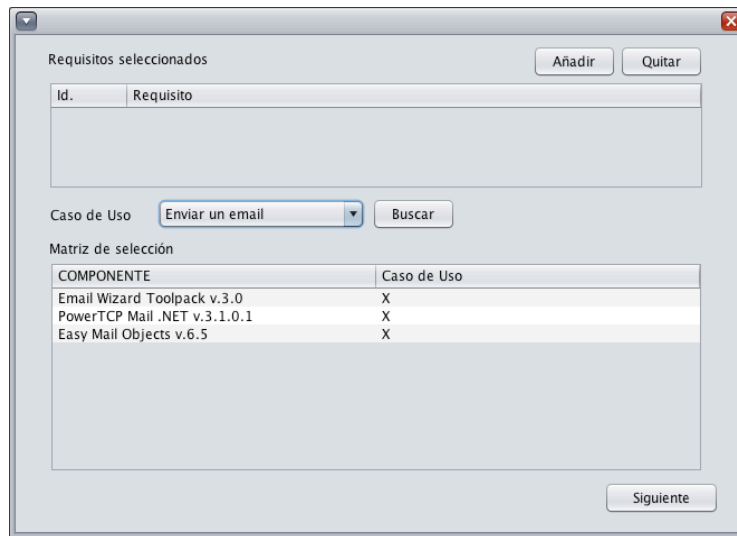 Requisitos seleccionados Añadir Quitar
Id. Requisito
Caso de Uso Enviar un email Buscar
Matriz de selección
COMPONENTE Caso de Uso
Email Wizard Toolpack v.3.0 X
PowerTCP Mail .NET v.3.1.0.1 X
Easy Mail Objects v.6.5 X
Siguiente